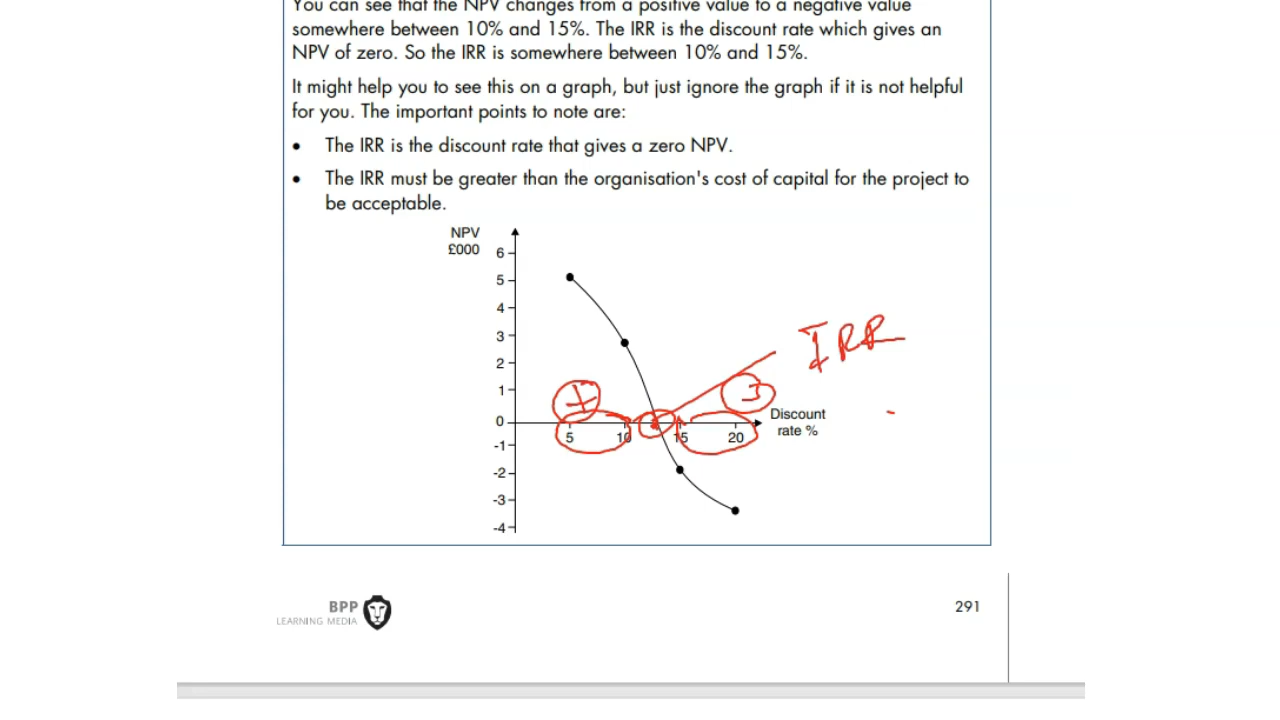 You can see that the NPV changes from a positive value to a negative value
somewhere between 10% and 15%. The IRR is the discount rate which gives an
NPV of zero. So the IRR is somewhere between 10% and 15%.
It might help you to see this on a graph, but just ignore the graph if it is not helpful
for you. The important points to note are:
• The IRR is the discount rate that gives a zero NPV.
• The IRR must be greater than the organisation's cost of capital for the project to
be acceptable.
NPV
£000
6
5
4
3
2
1
0
-1
-2
-3
-4
IRR
+
5
10
15
20
Discount
rate %
BPP
LEARNING MEDIA
291